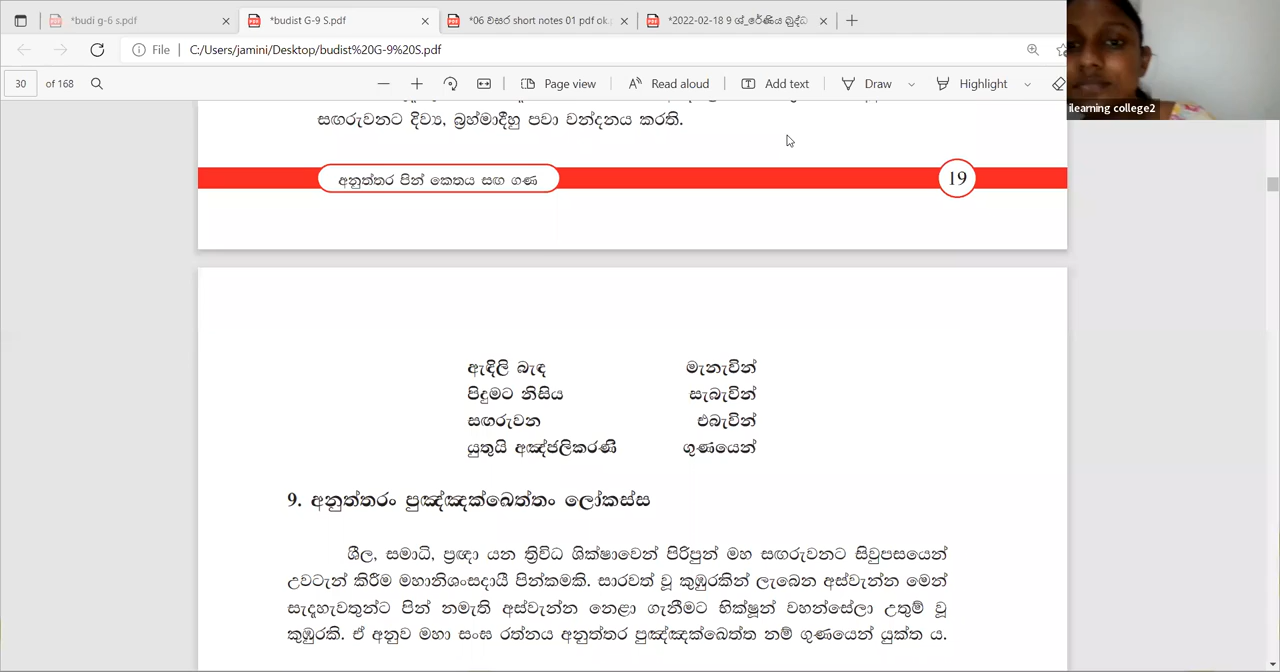 *budi g-6 s.pdf
*budist G-9 S.pdf
*06 වසර short notes 01 pdf ok.
*2022-02-18 9 ශ්_රේණිය බුද්ධ
File
C:/Users/jamini/Desktop/budist%20G-9%20S.pdf
30 of 168
Page view
Read aloud
Add text
Draw
Highlight
ilearning college2
සඟරුවනට දිව්‍ය, බ්‍රහ්මාදීහු පවා වන්දනය කරති.
අනුත්තර පින් කෙතය සඟ ගණ
19
ඇඳිලි බැඳ මැනැවින්
පිදුමට නිසිය සැබැවින්
සඟරුවන එබැවින්
යුතුයි අඤ්ජලිකරණී ගුණයෙන්
9. අනුත්තරං පුඤ්ඤක්ඛෙත්තං ලෝකස්ස
ශීල, සමාධි, ප්‍රඥා යන ත්‍රිවිධ ශික්ෂාවෙන් පිරිපුන් මහ සඟරුවනට සිවුපසයෙන්
උවටැන් කිරීම මහානිශංසදායී පින්කමකි. සාරවත් වූ කුඹුරකින් ලැබෙන අස්වැන්න මෙන්
සැදැහැවතුන්ට පින් නමැති අස්වැන්න නෙළා ගැනීමට භික්ෂූන් වහන්සේලා උතුම් වූ
කුඹුරකි. ඒ අනුව මහා සංඝ රත්නය අනුත්තර පුඤ්ඤක්ඛෙත්ත නම් ගුණයෙන් යුක්ත ය.